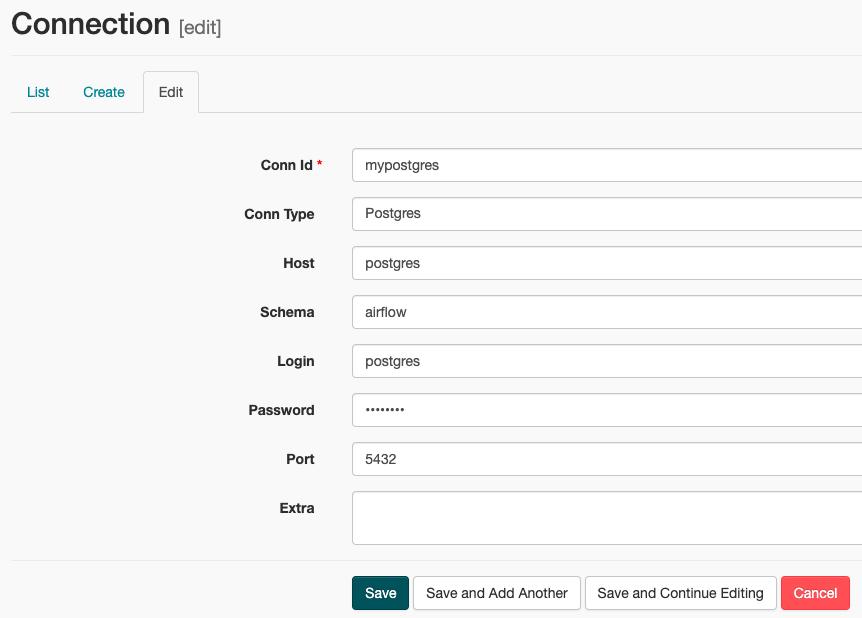 Connection [edit]
List Create Edit
Conn Id * mypostgres
Conn Type Postgres
Host postgres
Schema airflow
Login postgres
Password ••••••••
Port 5432
Extra
Save Save and Add Another Save and Continue Editing Cancel